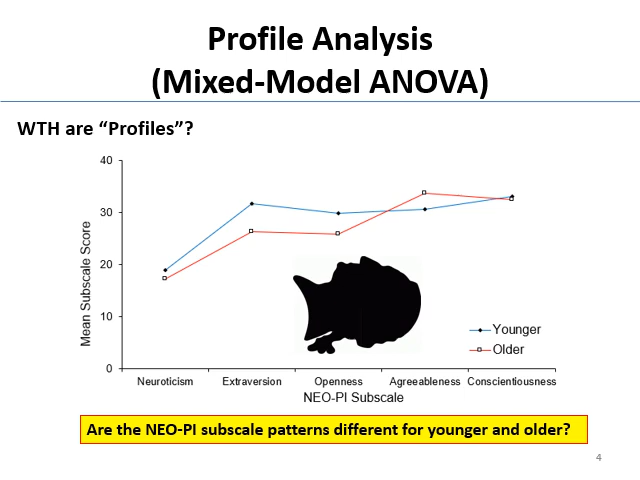 Profile Analysis
(Mixed-Model ANOVA)
WTH are “Profiles”?
40
30
20
10
0
Mean Subscale Score
Neuroticism Extraversion Openness Agreeableness Conscientiousness
NEO-PI Subscale
Younger
Older
Are the NEO-PI subscale patterns different for younger and older?
4